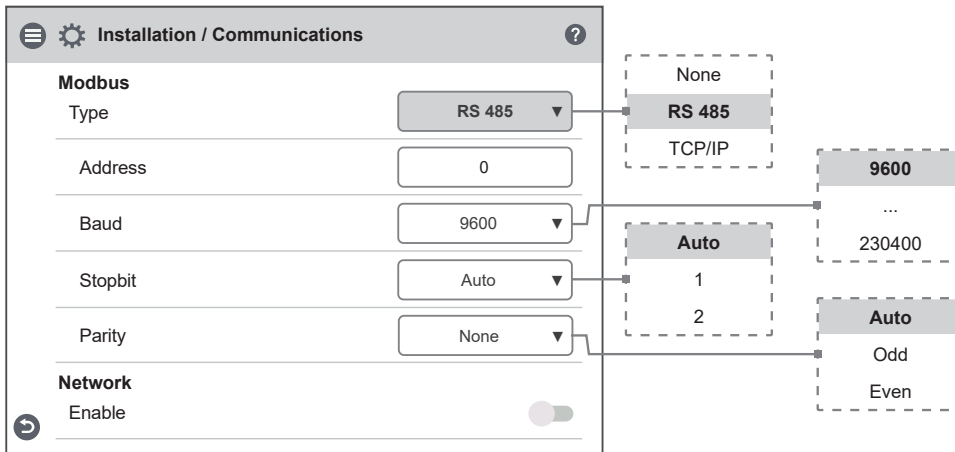 Installation / Communications
?
Modbus
Type
RS 485
Address
0
Baud
9600
Stopbit
Auto
Parity
None
Network
Enable
None
RS 485
TCP/IP
9600
...
230400
Auto
1
2
Auto
Odd
Even